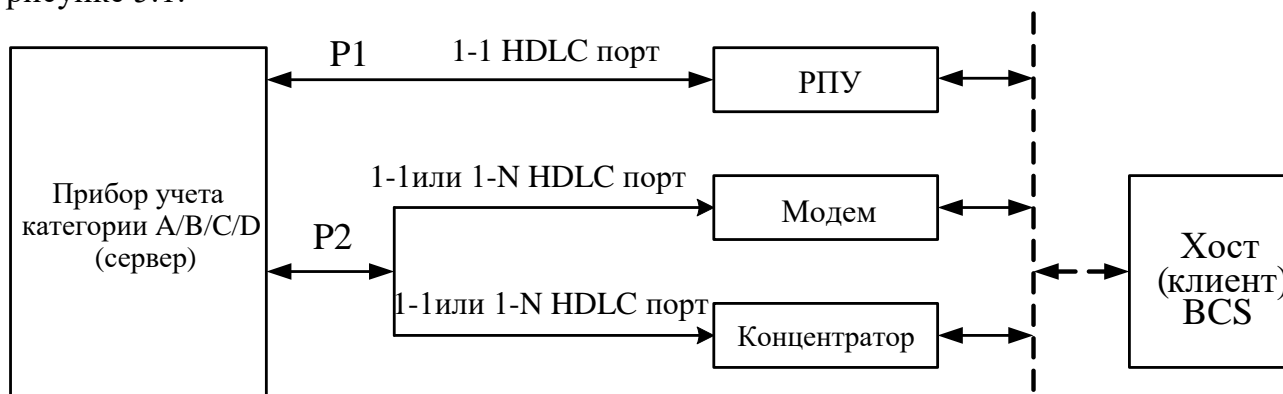 рисунке 3.1.
P1
1-1 HDLC порт
РПУ
1-1или 1-N HDLC порт
Модем
Прибор учета
категории A/B/C/D
(сервер)
P2
1-1или 1-N HDLC порт
Концентратор
Хост
(клиент)
BCS